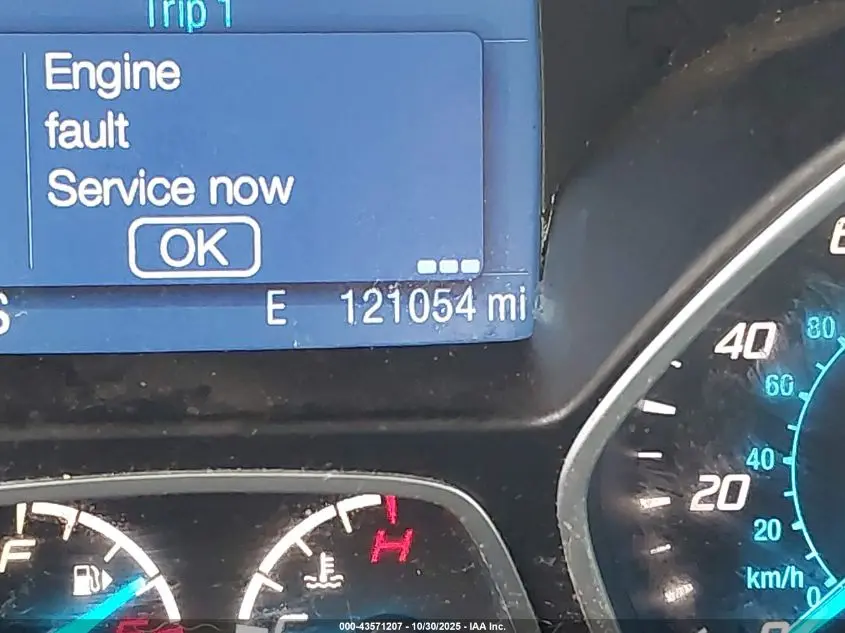 Trip 1
Engine
fault
Service now
OK
S E 121054 mi
40 80
60
20 40
20
km/h
0
F H
C
000-43571207 - 10/30/2025 - IAA Inc.